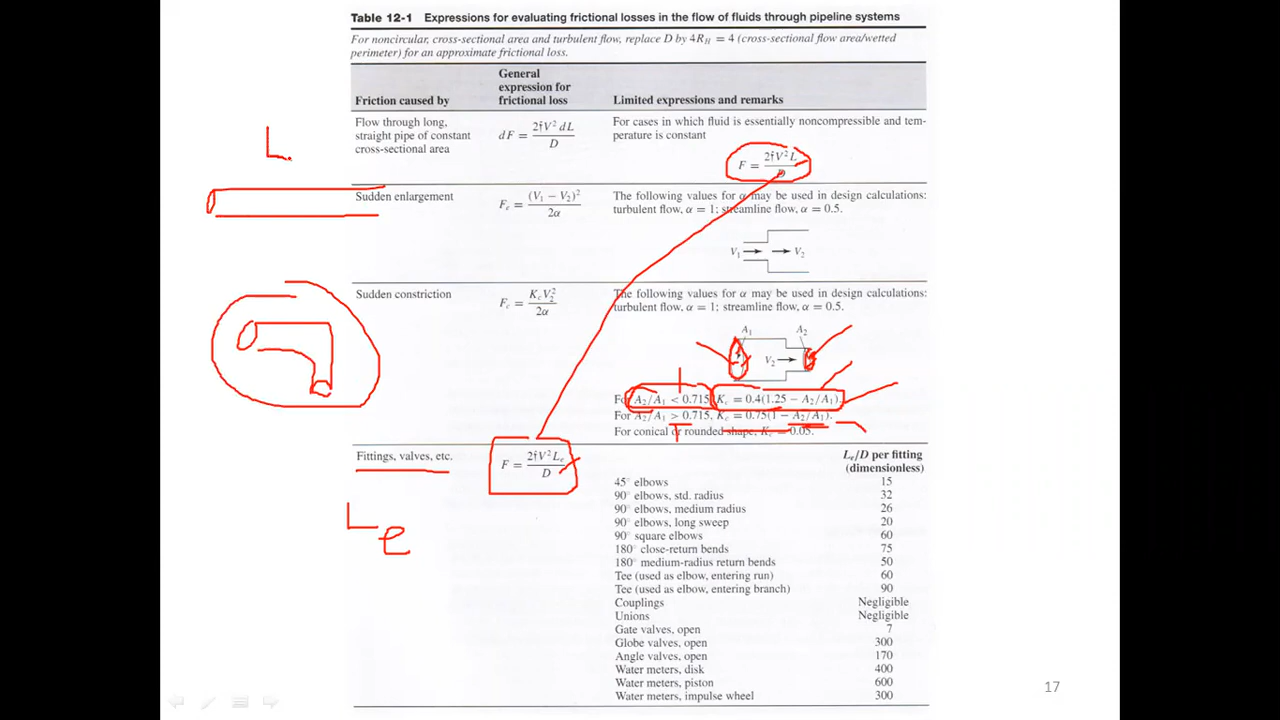 Table 12-1 Expressions for evaluating frictional losses in the flow of fluids through pipeline systems
For noncircular, cross-sectional area and turbulent flow, replace D by 4R_H = 4 (cross-sectional flow area/wetted
perimeter) for an approximate frictional loss.
Friction caused by
General
expression for
frictional loss
Limited expressions and remarks
Flow through long,
straight pipe of constant
cross-sectional area
dF = 2fV² dL / D
For cases in which fluid is essentially noncompressible and tem-
perature is constant
F = 2fV²L / D
L
Sudden enlargement
F_e = (V₁ − V₂)² / 2α
The following values for α may be used in design calculations:
turbulent flow, α = 1; streamline flow, α = 0.5.
V₁ V₂
Sudden constriction
F_c = K_c V₂² / 2α
The following values for α may be used in design calculations:
turbulent flow, α = 1; streamline flow, α = 0.5.
A₁ A₂
V₂
For A₂/A₁ < 0.715, K_c = 0.4(1.25 − A₂/A₁).
For A₂/A₁ > 0.715, K_c = 0.75(1 − A₂/A₁).
For conical or rounded shape, K_c = 0.05.
Fittings, valves, etc.
F = 2fV²L_e / D
L_e/D per fitting
(dimensionless)
45° elbows 15
90° elbows, std. radius 32
90° elbows, medium radius 26
90° elbows, long sweep 20
90° square elbows 60
180° close-return bends 75
180° medium-radius return bends 50
Tee (used as elbow, entering run) 60
Tee (used as elbow, entering branch) 90
Couplings Negligible
Unions Negligible
Gate valves, open 7
Globe valves, open 300
Angle valves, open 170
Water meters, disk 400
Water meters, piston 600
Water meters, impulse wheel 300
Le
17